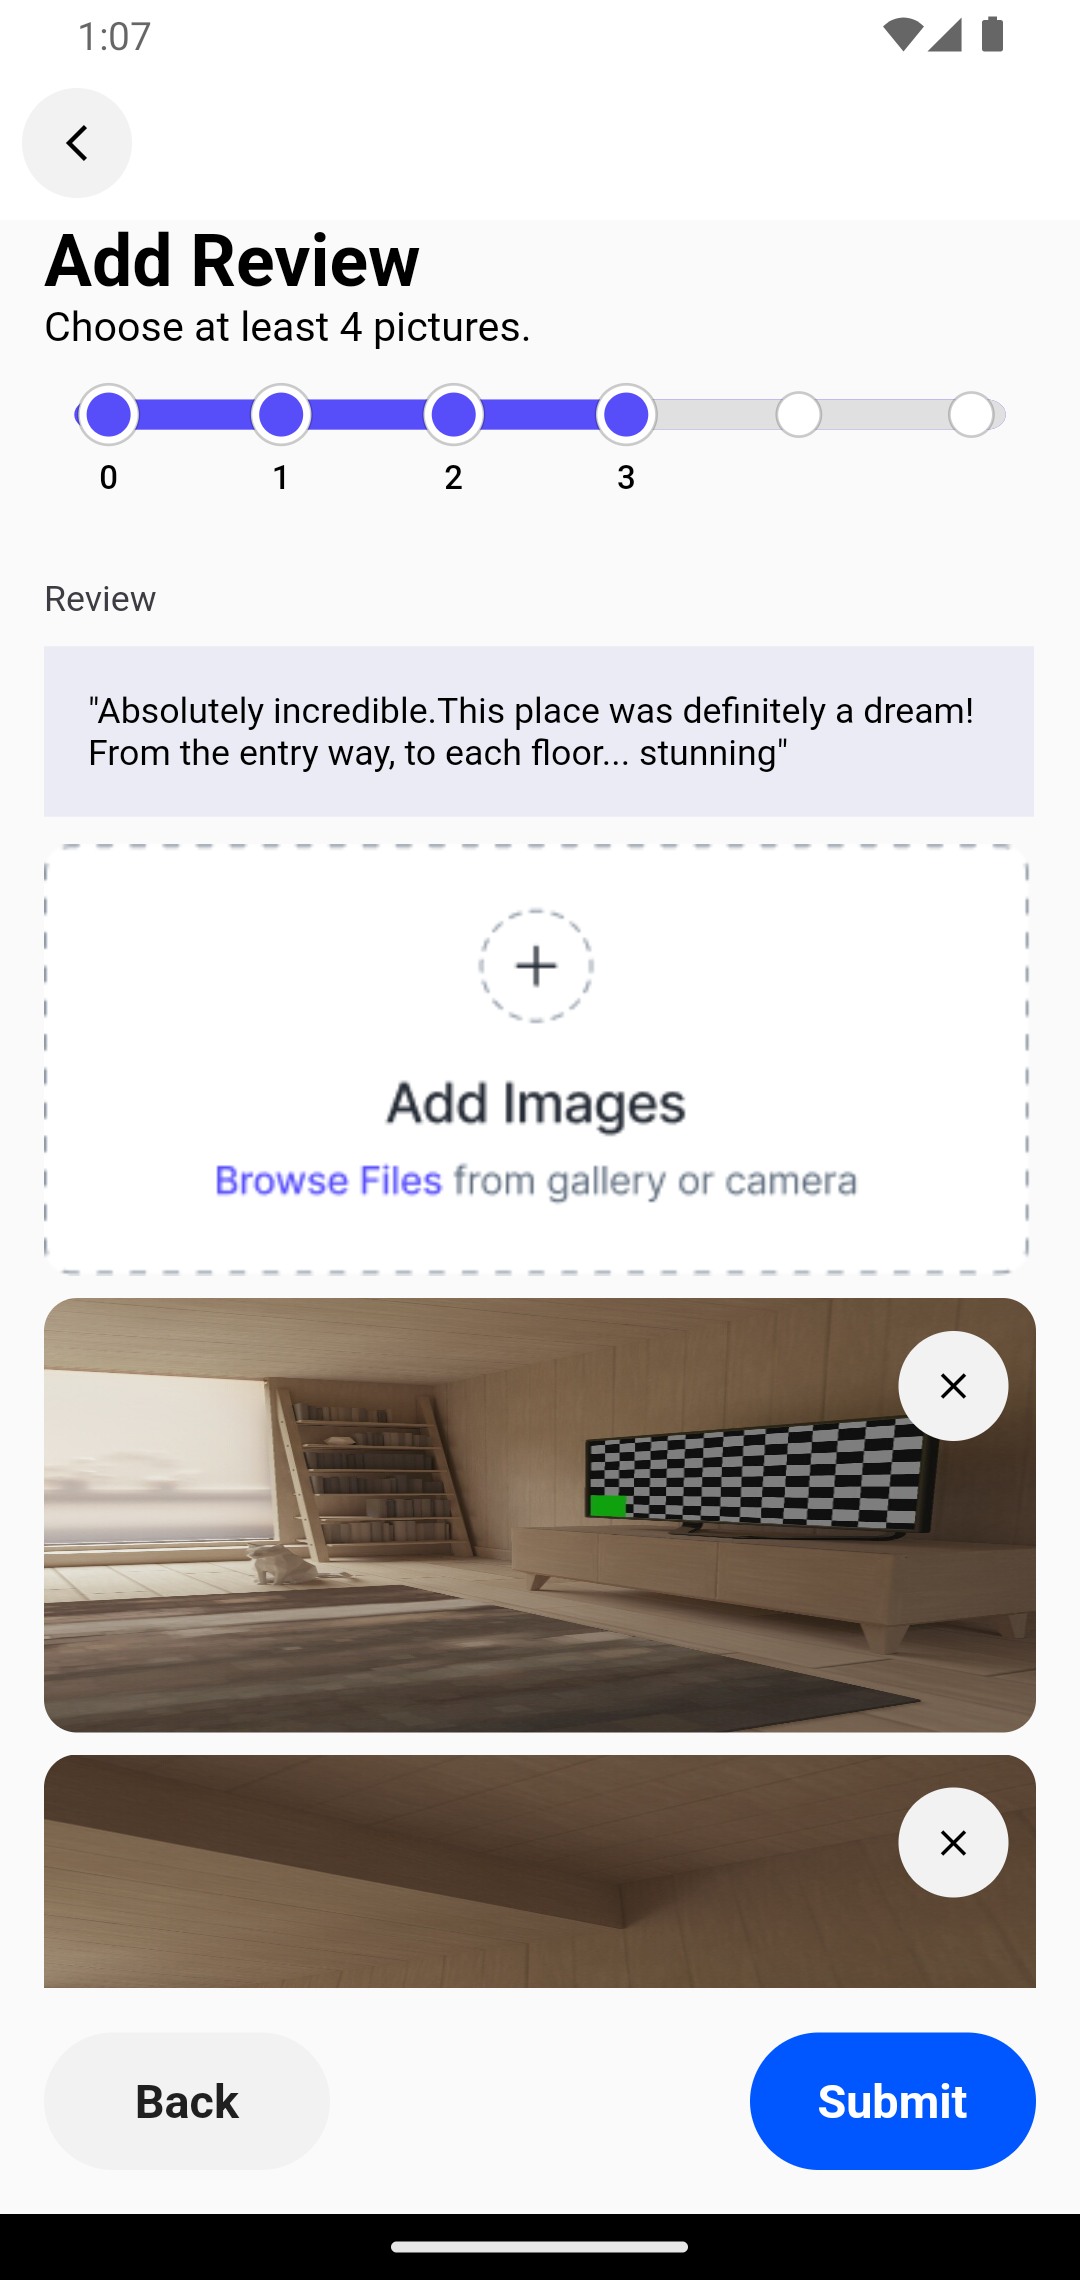 1:07
Add Review
Choose at least 4 pictures.
0 1 2 3
Review
"Absolutely incredible.This place was definitely a dream!
From the entry way, to each floor... stunning"
Add Images
Browse Files from gallery or camera
Back
Submit